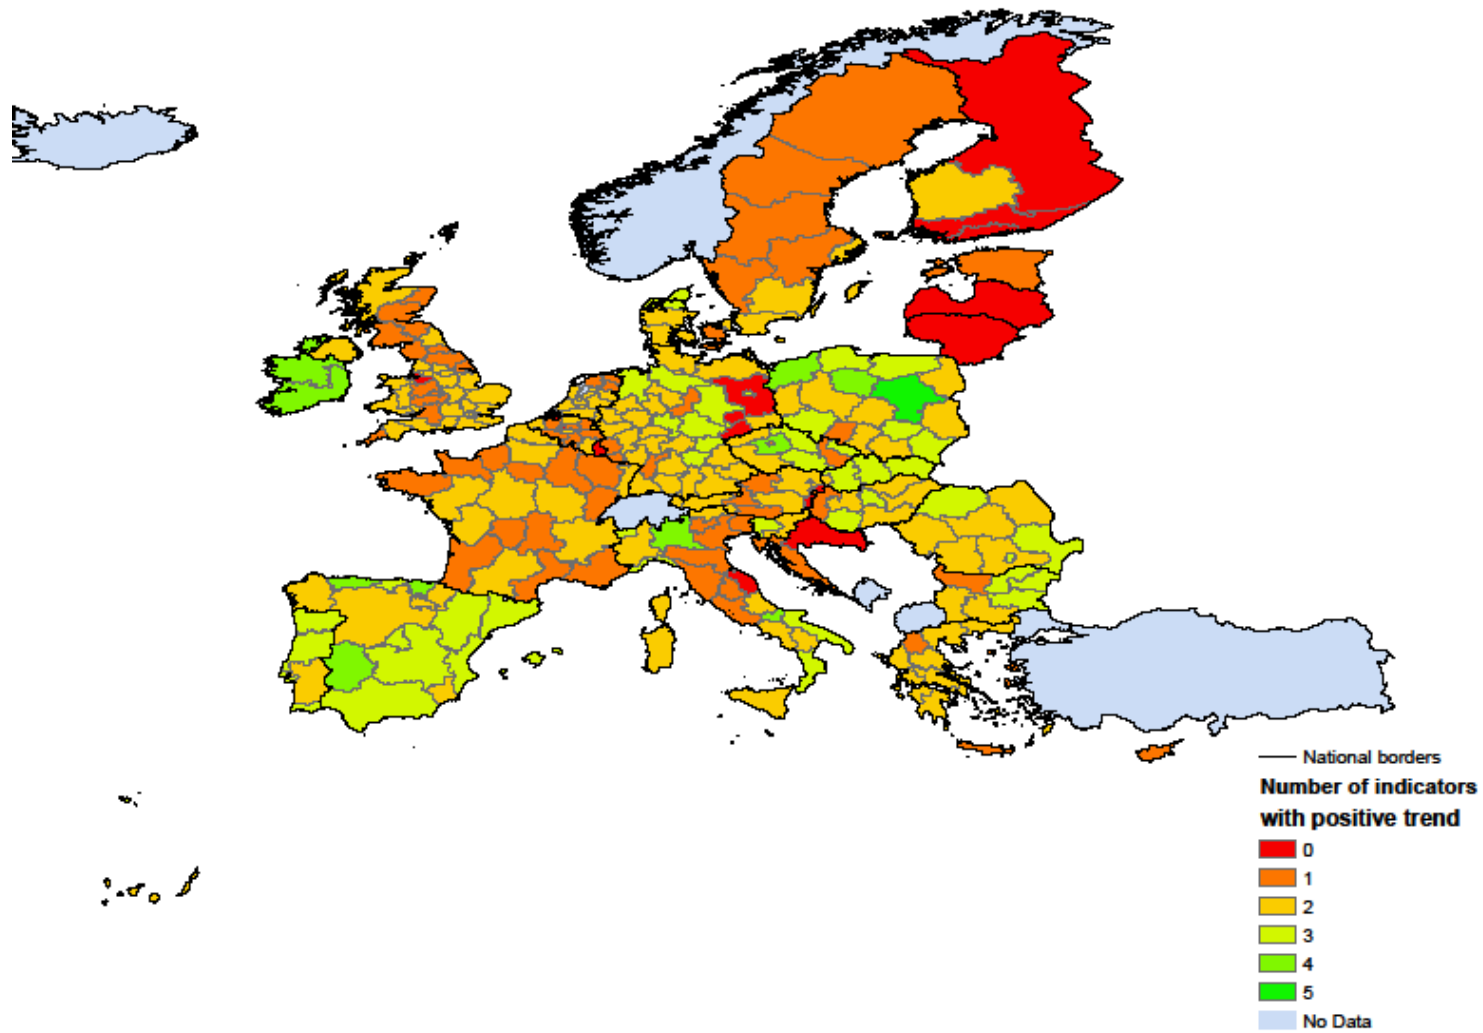 National borders
Number of indicators
with positive trend
0
1
2
3
4
5
No Data